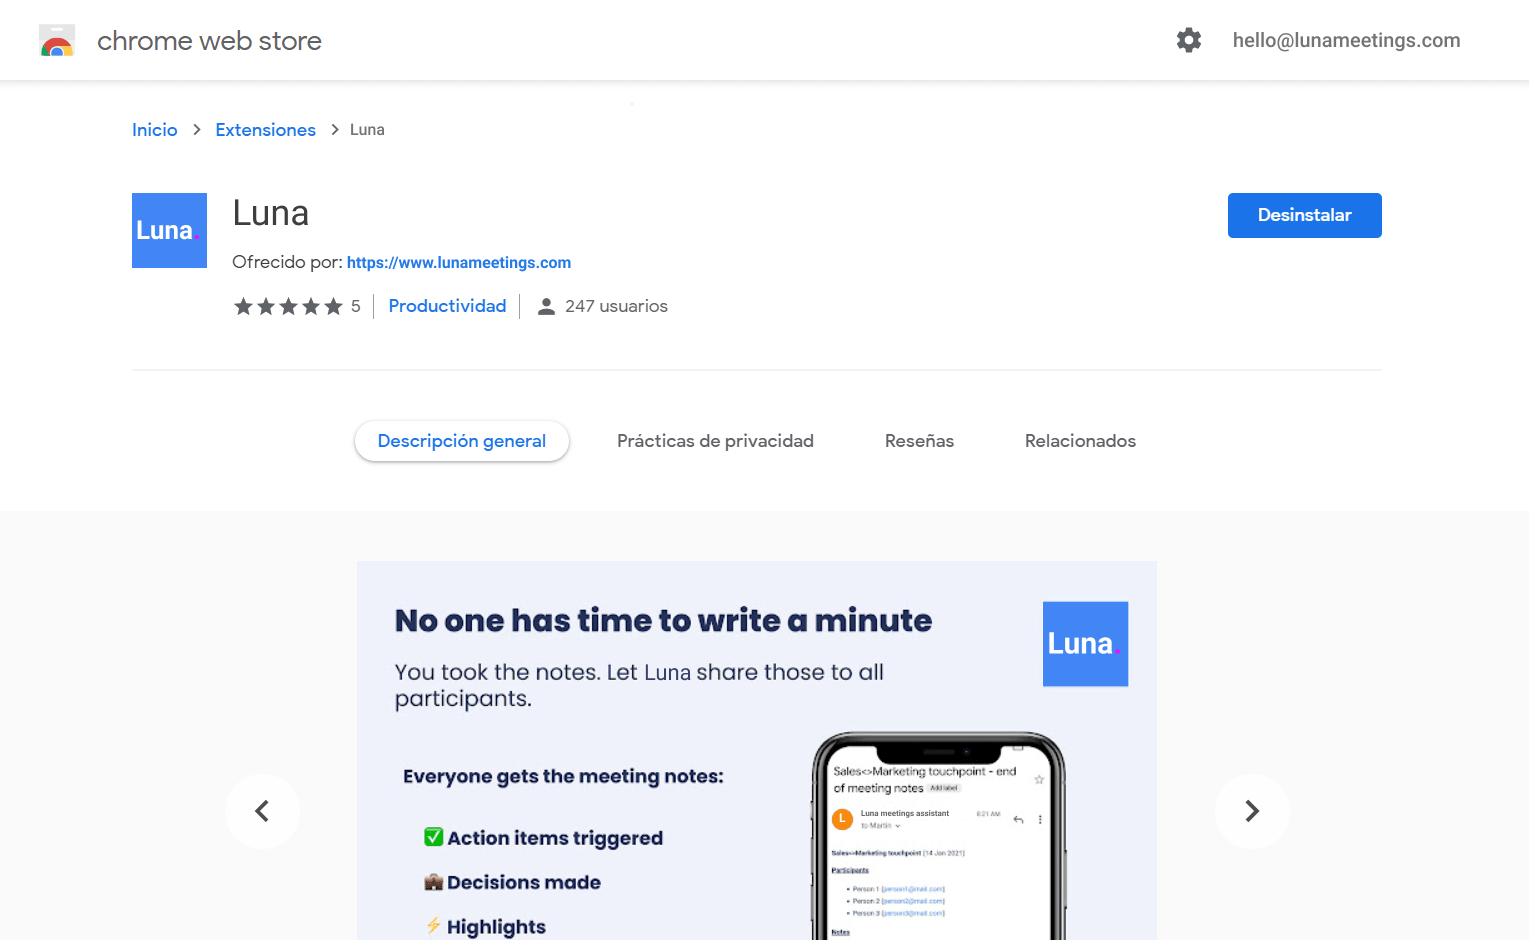 chrome web store
hello@lunameetings.com
Inicio > Extensiones > Luna
Luna.
Luna
Desinstalar
Ofrecido por: https://www.lunameetings.com
5 Productividad 247 usuarios
Descripción general Prácticas de privacidad Reseñas Relacionados
No one has time to write a minute
Luna.
You took the notes. Let Luna share those to all
participants.
Everyone gets the meeting notes:
✅ Action items triggered
💼 Decisions made
⚡ Highlights
Sales<>Marketing touchpoint - end
of meeting notes Add label
L
Luna meetings assistant 8:21 AM
to Martin
Sales<>Marketing touchpoint [14 Jan 2021]
Participants
• Person 1 [person1@mail.com]
• Person 2 [person2@mail.com]
• Person 3 [person3@mail.com]
Notes